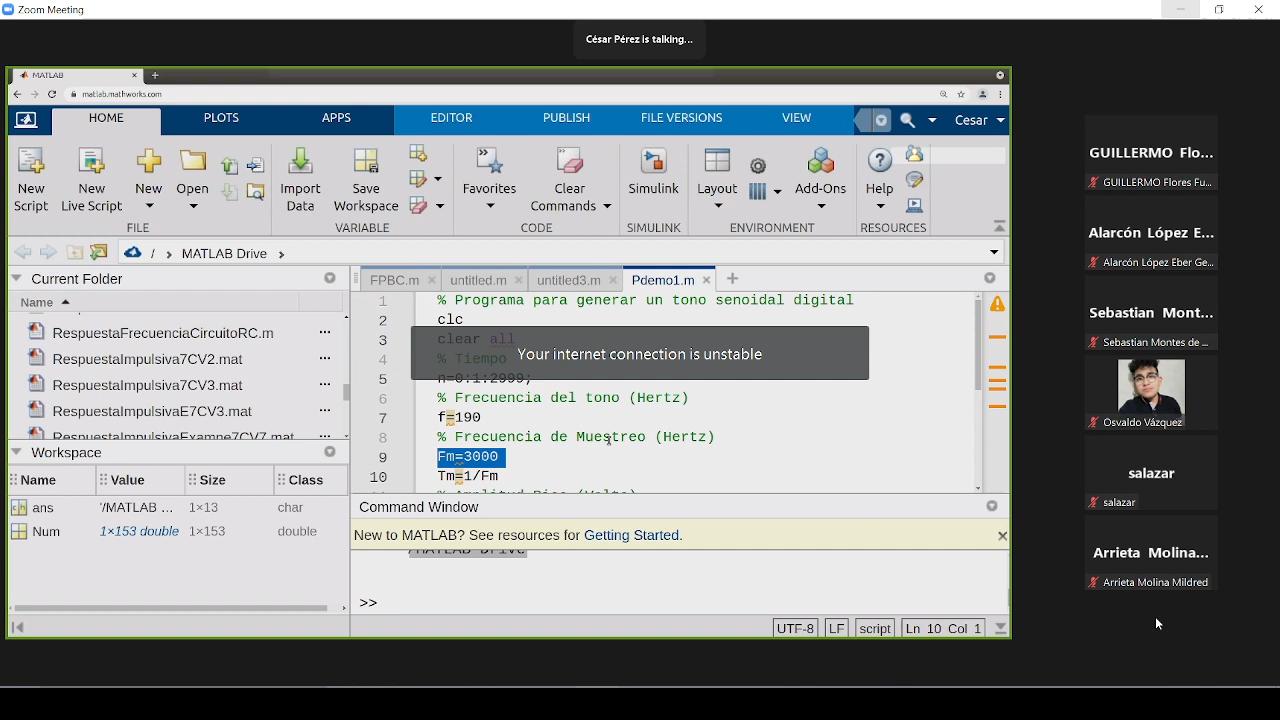 Zoom Meeting
César Pérez is talking...
MATLAB
matlab.mathworks.com
HOME PLOTS APPS EDITOR PUBLISH FILE VERSIONS VIEW Cesar
New Script
New Live Script
New
Open
FILE
Import Data
Save Workspace
VARIABLE
Favorites
Clear Commands
CODE
Simulink
SIMULINK
Layout
Add-Ons
ENVIRONMENT
Help
RESOURCES
/ MATLAB Drive
Current Folder
Name
RespuestaFrecuenciaCircuitoRC.m
RespuestaImpulsiva7CV2.mat
RespuestaImpulsiva7CV3.mat
RespuestaImpulsivaE7CV3.mat
RespuestaImpulsivaExamne7CV7.mat
Workspace
Name Value Size Class
ans '/MATLAB ... 1×13 char
Num 1×153 double 1×153 double
FPBC.m untitled.m untitled3.m Pdemo1.m
1 % Programa para generar un tono senoidal digital
2 clc
3 clear all
4 % Tiempo
5 n=0:1:2999;
6 % Frecuencia del tono (Hertz)
7 f=190
8 % Frecuencia de Muestreo (Hertz)
9 Fm=3000
10 Tm=1/Fm
% Amplitud Pico (Volts)
Your internet connection is unstable
Command Window
New to MATLAB? See resources for Getting Started.
/MATLAB Drive
>>
UTF-8 LF script Ln 10 Col 1
GUILLERMO Flo...
GUILLERMO Flores Fu...
Alarcón López E...
Alarcón López Eber Ge...
Sebastian Mont...
Sebastian Montes de ...
Osvaldo Vázquez
salazar
salazar
Arrieta Molina...
Arrieta Molina Mildred